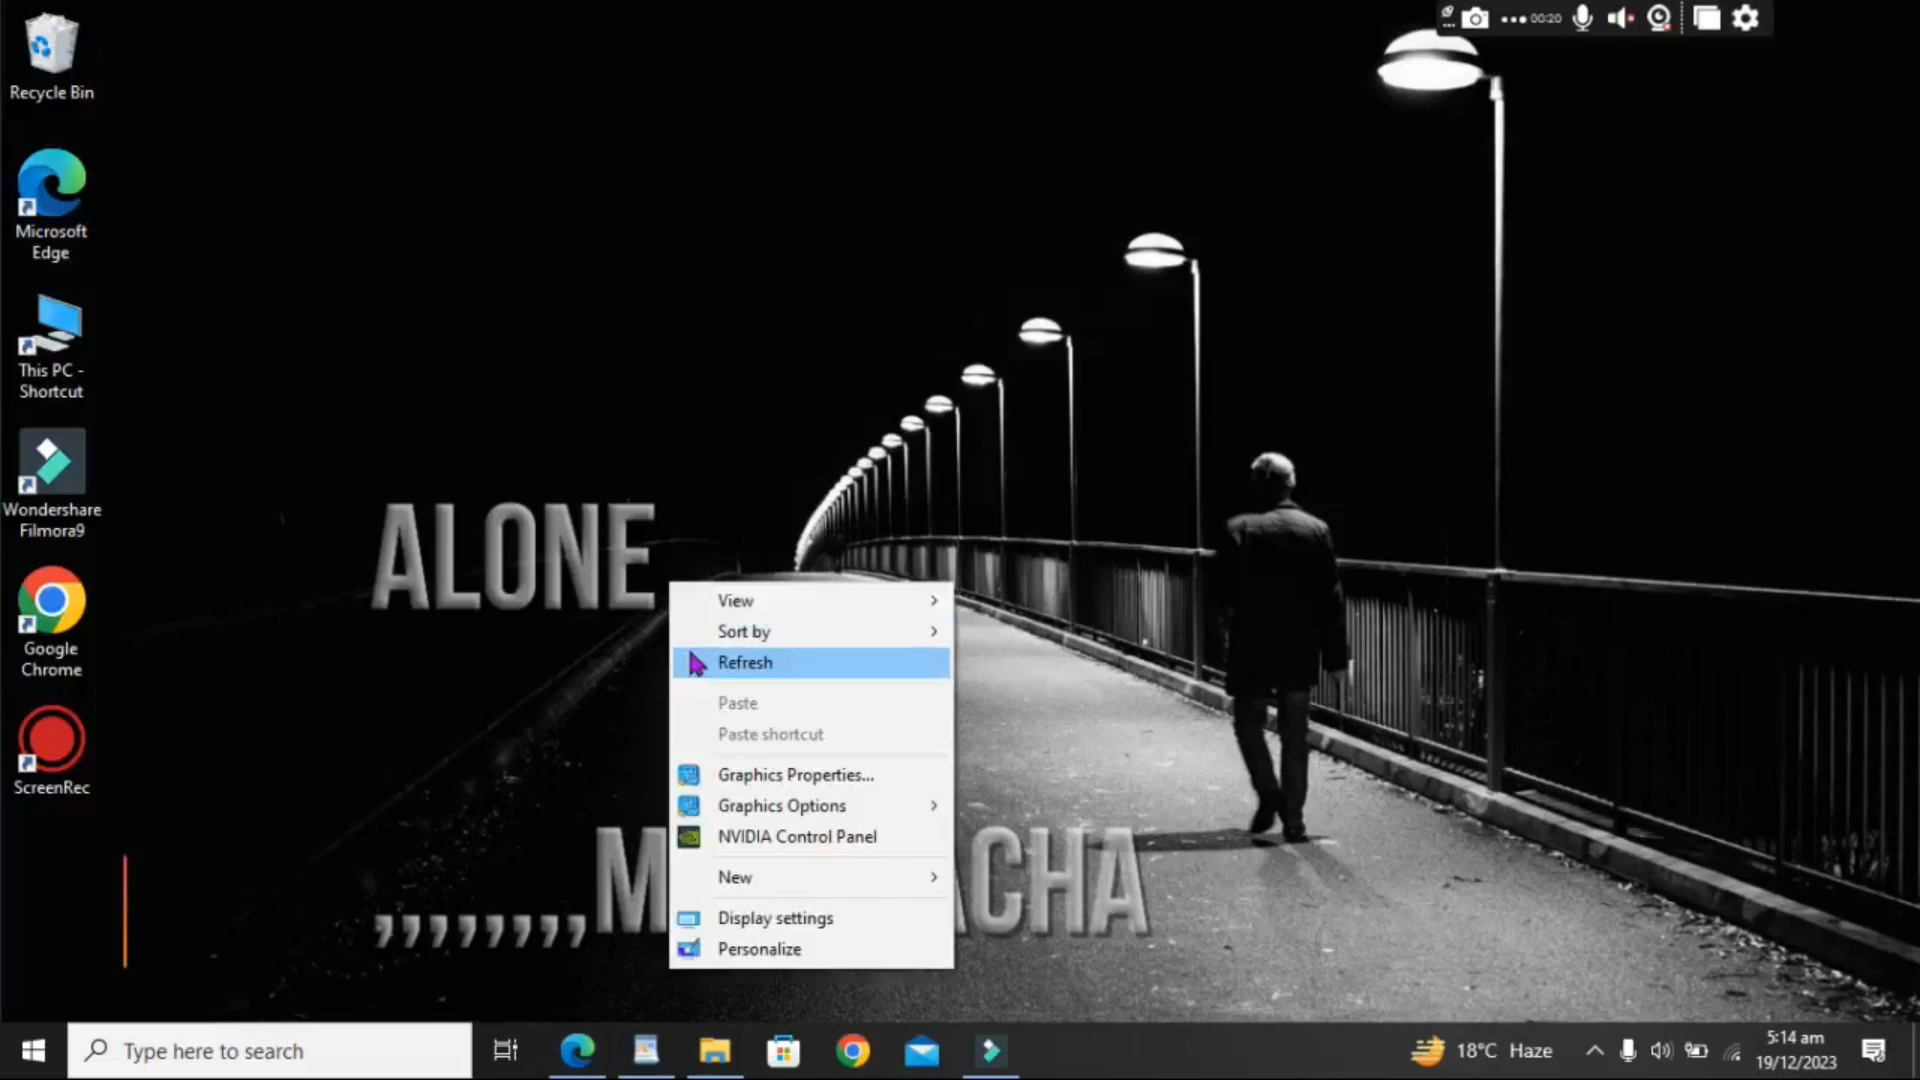 00:20
Recycle Bin
Microsoft
Edge
This PC -
Shortcut
Wondershare
Filmora9
Google
Chrome
ScreenRec
ALONE
View
Sort by
Refresh
Paste
Paste shortcut
Graphics Properties...
Graphics Options
NVIDIA Control Panel
New
Display settings
Personalize
Type here to search
18°C Haze
5:14 am
19/12/2023